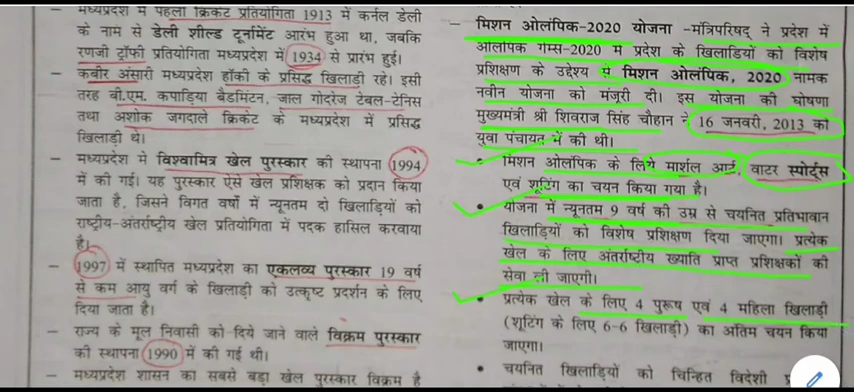 मध्यप्रदेश में पहली क्रिकेट प्रतियोगिता 1913 में कर्नल डेली
के नाम से डेली शील्ड टूर्नामेंट आरंभ हुआ था, जबकि
रणजी ट्रॉफी प्रतियोगिता मध्यप्रदेश में 1934 से प्रारंभ हुई।
– कबीर अंसारी मध्यप्रदेश हॉकी के प्रसिद्ध खिलाड़ी रहे। इसी
तरह बी.एम. कपाड़िया बैडमिंटन, जाल गोदरेज टेबल-टेनिस
तथा अशोक जगदाले क्रिकेट के मध्यप्रदेश में प्रसिद्ध
खिलाड़ी थे।
– मध्यप्रदेश में विश्वामित्र खेल पुरस्कार की स्थापना 1994
में की गई। यह पुरस्कार ऐसे खेल प्रशिक्षक को प्रदान किया
जाता है, जिसने विगत वर्षों में न्यूनतम दो खिलाड़ियों को
राष्ट्रीय-अंतर्राष्ट्रीय खेल प्रतियोगिता में पदक हासिल करवाया
है।
– 1997 में स्थापित मध्यप्रदेश का एकलव्य पुरस्कार 19 वर्ष
से कम आयु वर्ग के खिलाड़ी को उत्कृष्ट प्रदर्शन के लिए
दिया जाता है।
– राज्य के मूल निवासी को दिये जाने वाले विक्रम पुरस्कार
की स्थापना 1990 में की गई थी।
– मध्यप्रदेश शासन का सबसे बड़ा खेल पुरस्कार विक्रम है
– मिशन ओलंपिक-2020 योजना -मंत्रिपरिषद् ने प्रदेश में
ओलंपिक गेम्स-2020 में प्रदेश के खिलाडियों को विशेष
प्रशिक्षण के उद्देश्य से मिशन ओलंपिक, 2020 नामक
नवीन योजना को मंजूरी दी। इस योजना की घोषणा
मुख्यमंत्री श्री शिवराज सिंह चौहान ने 16 जनवरी, 2013 को
युवा पंचायत में की थी।
• मिशन ओलंपिक के लिये मार्शल आर्ट, वाटर स्पोर्ट्स
एवं शूटिंग का चयन किया गया है।
• योजना में न्यूनतम 9 वर्ष की उम्र से चयनित प्रतिभावान
खिलाड़ियों को विशेष प्रशिक्षण दिया जाएगा। प्रत्येक
खेल के लिए अंतर्राष्ट्रीय ख्याति प्राप्त प्रशिक्षकों की
सेवा ली जाएगी।
• प्रत्येक खेल के लिए 4 पुरूष एवं 4 महिला खिलाड़ी
(शूटिंग के लिए 6-6 खिलाड़ी) का अंतिम चयन किया
जाएगा।
• चयनित खिलाड़ियों को चिन्हित विदेशी